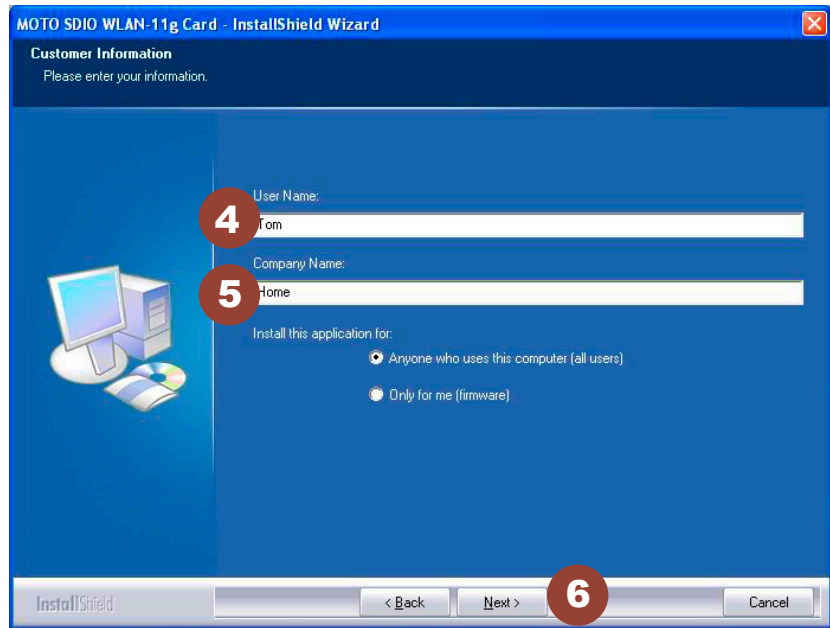 MOTO SDIO WLAN-11g Card - InstallShield Wizard
Customer Information
Please enter your information.
User Name:
4 Tom
Company Name:
5 Home
Install this application for:
Anyone who uses this computer (all users)
Only for me (firmware)
6
InstallShield < Back Next > Cancel